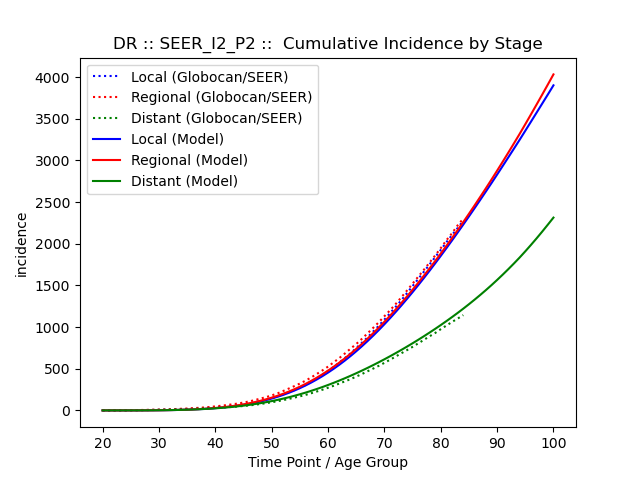 DR :: SEER_I2_P2 ::  Cumulative Incidence by Stage
Local (Globocan/SEER)
Regional (Globocan/SEER)
Distant (Globocan/SEER)
Local (Model)
Regional (Model)
Distant (Model)
4000
3500
3000
2500
2000
1500
1000
500
0
incidence
20 30 40 50 60 70 80 90 100
Time Point / Age Group